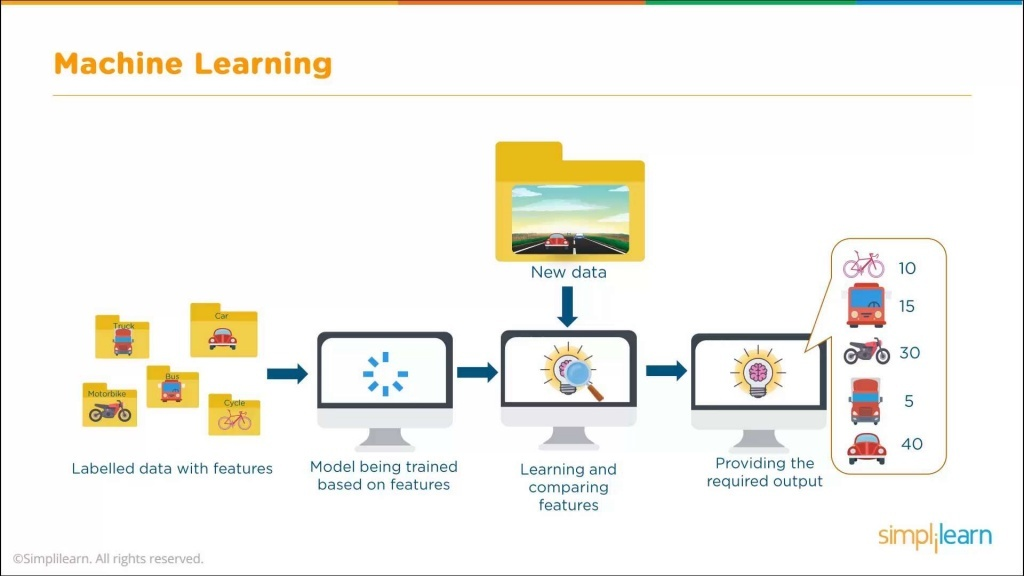 Machine Learning
New data
Truck
Car
Bus
Motorbike
Cycle
Labelled data with features
Model being trained
based on features
Learning and
comparing
features
Providing the
required output
10
15
30
5
40
©Simplilearn. All rights reserved.
simplilearn